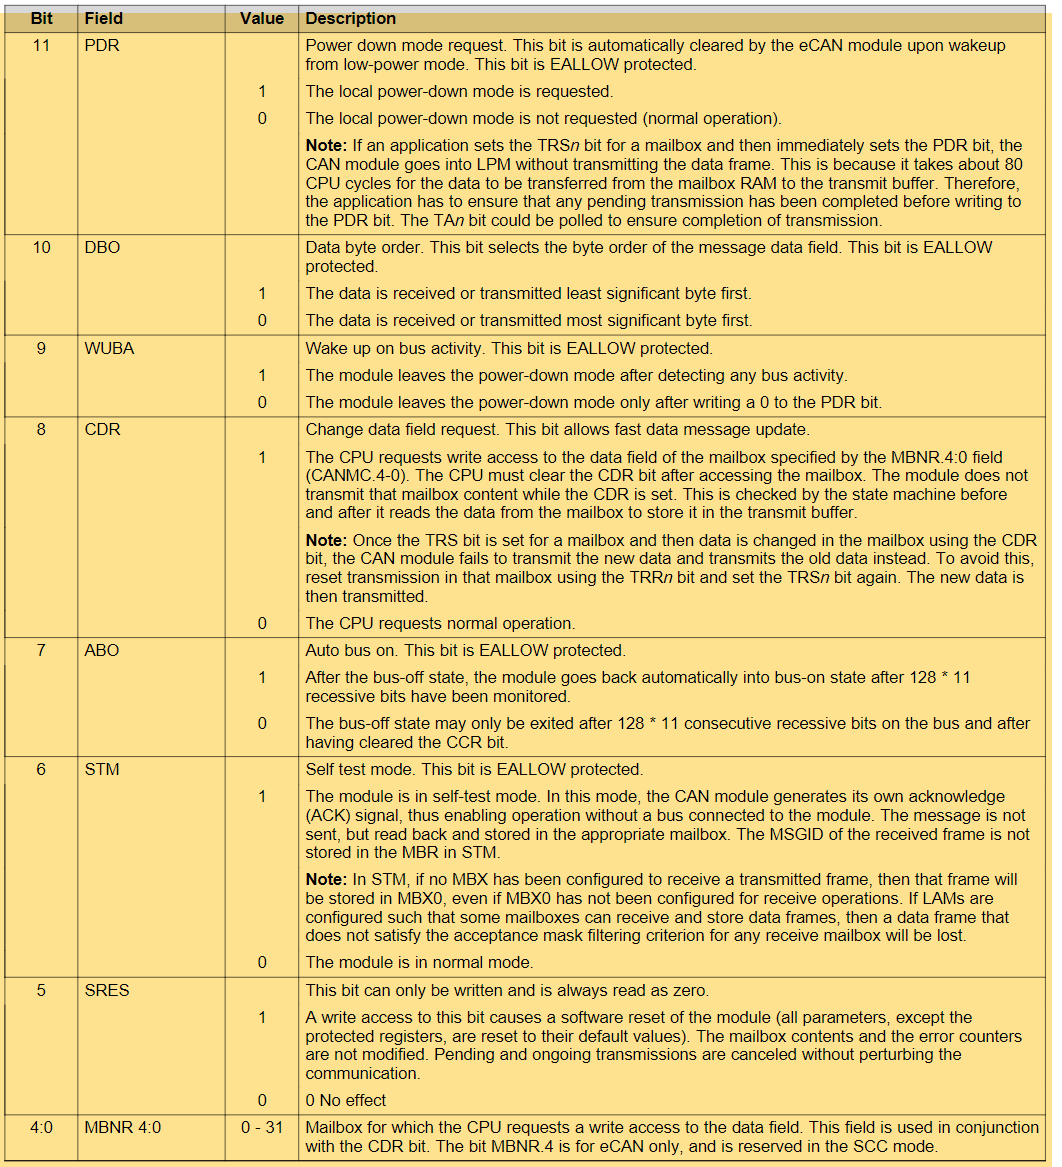 Bit Field Value Description
11 PDR Power down mode request. This bit is automatically cleared by the eCAN module upon wakeup
from low-power mode. This bit is EALLOW protected.
1 The local power-down mode is requested.
0 The local power-down mode is not requested (normal operation).
Note: If an application sets the TRSn bit for a mailbox and then immediately sets the PDR bit, the
CAN module goes into LPM without transmitting the data frame. This is because it takes about 80
CPU cycles for the data to be transferred from the mailbox RAM to the transmit buffer. Therefore,
the application has to ensure that any pending transmission has been completed before writing to
the PDR bit. The TAn bit could be polled to ensure completion of transmission.
10 DBO Data byte order. This bit selects the byte order of the message data field. This bit is EALLOW
protected.
1 The data is received or transmitted least significant byte first.
0 The data is received or transmitted most significant byte first.
9 WUBA Wake up on bus activity. This bit is EALLOW protected.
1 The module leaves the power-down mode after detecting any bus activity.
0 The module leaves the power-down mode only after writing a 0 to the PDR bit.
8 CDR Change data field request. This bit allows fast data message update.
1 The CPU requests write access to the data field of the mailbox specified by the MBNR.4:0 field
(CANMC.4-0). The CPU must clear the CDR bit after accessing the mailbox. The module does not
transmit that mailbox content while the CDR is set. This is checked by the state machine before
and after it reads the data from the mailbox to store it in the transmit buffer.
Note: Once the TRS bit is set for a mailbox and then data is changed in the mailbox using the CDR
bit, the CAN module fails to transmit the new data and transmits the old data instead. To avoid this,
reset transmission in that mailbox using the TRRn bit and set the TRSn bit again. The new data is
then transmitted.
0 The CPU requests normal operation.
7 ABO Auto bus on. This bit is EALLOW protected.
1 After the bus-off state, the module goes back automatically into bus-on state after 128 * 11
recessive bits have been monitored.
0 The bus-off state may only be exited after 128 * 11 consecutive recessive bits on the bus and after
having cleared the CCR bit.
6 STM Self test mode. This bit is EALLOW protected.
1 The module is in self-test mode. In this mode, the CAN module generates its own acknowledge
(ACK) signal, thus enabling operation without a bus connected to the module. The message is not
sent, but read back and stored in the appropriate mailbox. The MSGID of the received frame is not
stored in the MBR in STM.
Note: In STM, if no MBX has been configured to receive a transmitted frame, then that frame will
be stored in MBX0, even if MBX0 has not been configured for receive operations. If LAMs are
configured such that some mailboxes can receive and store data frames, then a data frame that
does not satisfy the acceptance mask filtering criterion for any receive mailbox will be lost.
0 The module is in normal mode.
5 SRES This bit can only be written and is always read as zero.
1 A write access to this bit causes a software reset of the module (all parameters, except the
protected registers, are reset to their default values). The mailbox contents and the error counters
are not modified. Pending and ongoing transmissions are canceled without perturbing the
communication.
0 0 No effect
4:0 MBNR 4:0 0 - 31 Mailbox for which the CPU requests a write access to the data field. This field is used in conjunction
with the CDR bit. The bit MBNR.4 is for eCAN only, and is reserved in the SCC mode.